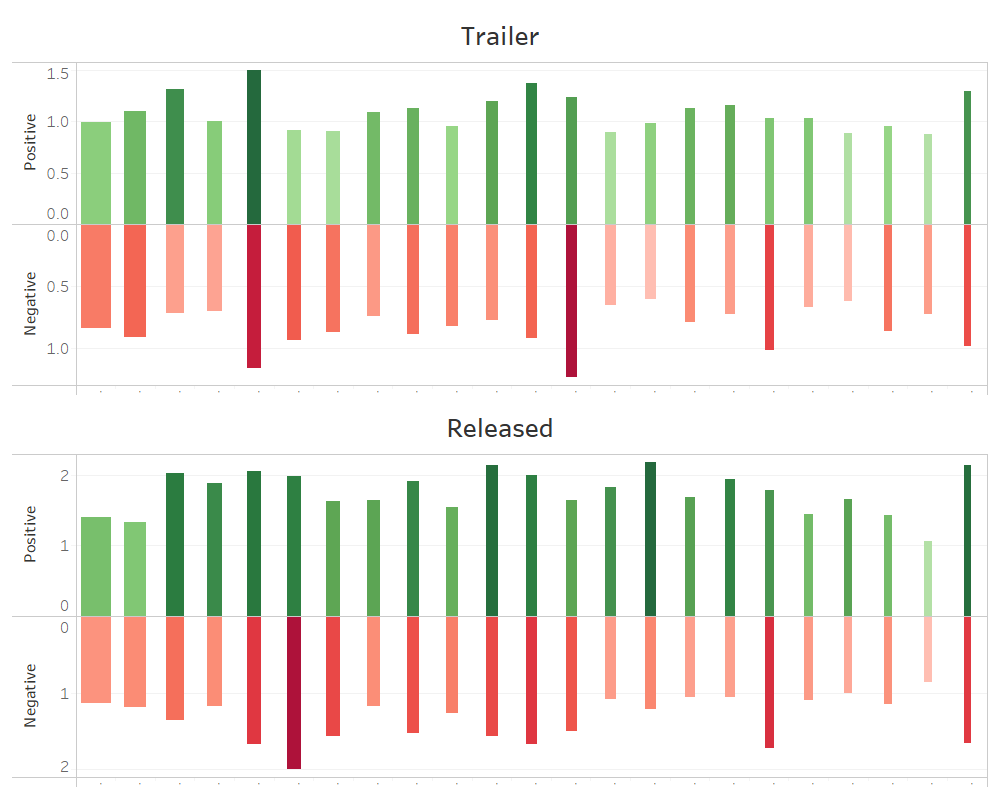 Trailer
1.5
1.0
0.5
0.0
Positive
0.0
0.5
1.0
Negative
Released
2
1
0
Positive
0
1
2
Negative